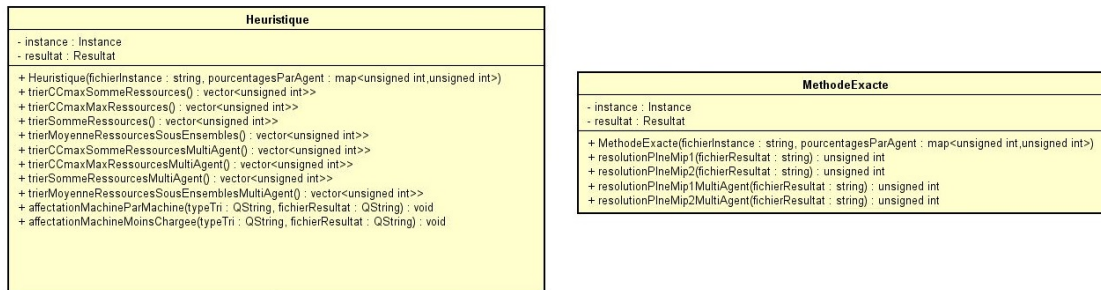 Heuristique
- instance : Instance
- resultat : Resultat
+ Heuristique(fichierInstance : string, pourcentagesParAgent : map<unsigned int,unsigned int>)
+ trierCCmaxSommeRessources() : vector<unsigned int>>
+ trierCCmaxMaxRessources() : vector<unsigned int>>
+ trierSommeRessources() : vector<unsigned int>>
+ trierMoyenneRessourcesSousEnsembles() : vector<unsigned int>>
+ trierCCmaxSommeRessourcesMultiAgent() : vector<unsigned int>>
+ trierCCmaxMaxRessourcesMultiAgent() : vector<unsigned int>>
+ trierSommeRessourcesMultiAgent() : vector<unsigned int>>
+ trierMoyenneRessourcesSousEnsemblesMultiAgent() : vector<unsigned int>>
+ affectationMachineParMachine(typeTri : QString, fichierResultat : QString) : void
+ affectationMachineMoinsChargee(typeTri : QString, fichierResultat : QString) : void
MethodeExacte
- instance : Instance
- resultat : Resultat
+ MethodeExacte(fichierInstance : string, pourcentagesParAgent : map<unsigned int,unsigned int>)
+ resolutionPlneMip1(fichierResultat : string) : unsigned int
+ resolutionPlneMip2(fichierResultat : string) : unsigned int
+ resolutionPlneMip1MultiAgent(fichierResultat : string) : unsigned int
+ resolutionPlneMip2MultiAgent(fichierResultat : string) : unsigned int